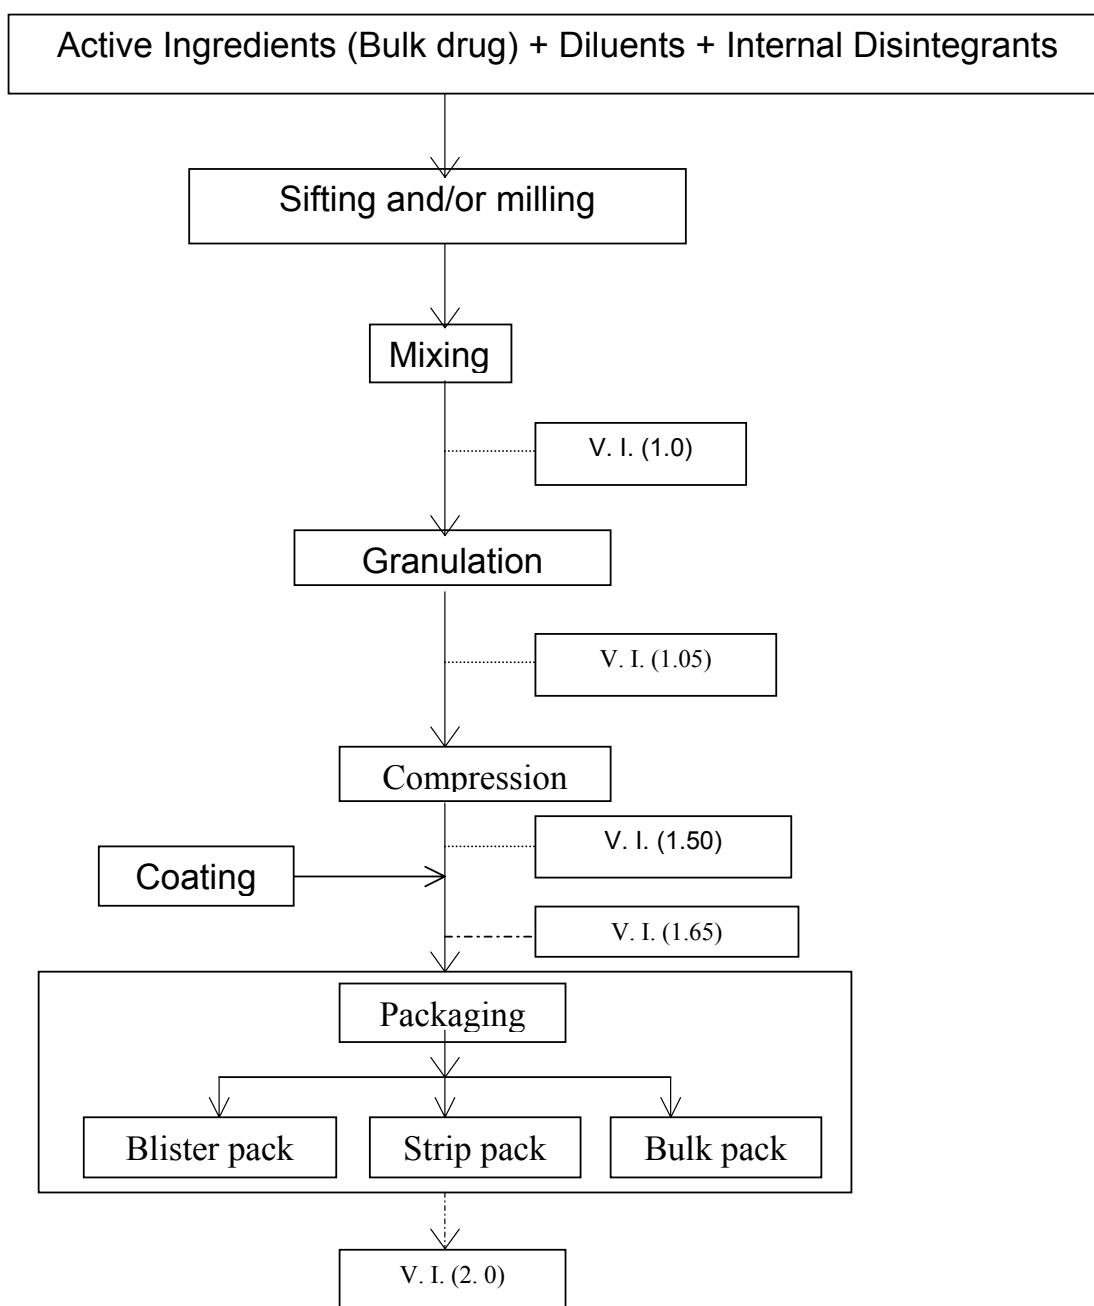 Active Ingredients (Bulk drug) + Diluents + Internal Disintegrants
Sifting and/or milling
Mixing
V. I. (1.0)
Granulation
V. I. (1.05)
Compression
V. I. (1.50)
Coating
V. I. (1.65)
Packaging
Blister pack
Strip pack
Bulk pack
V. I. (2. 0)